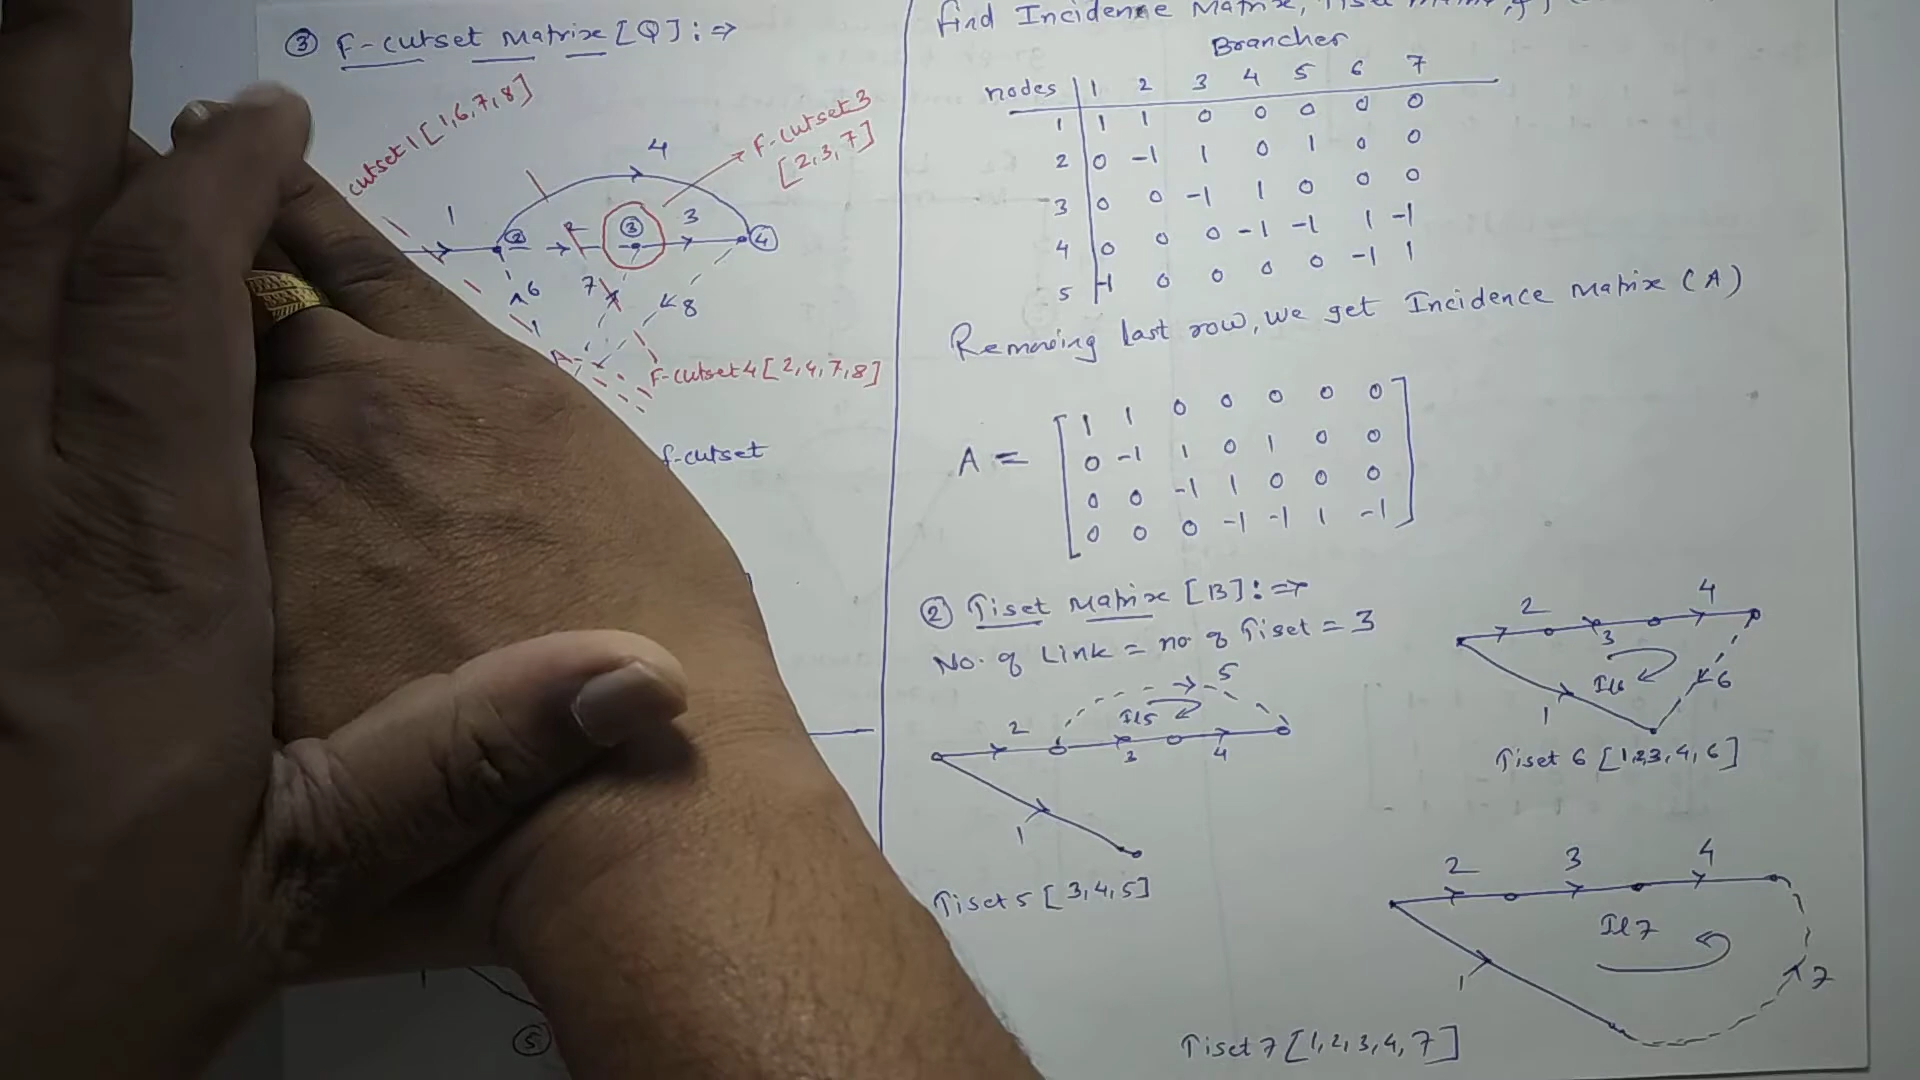 ③ F-cutset Matrix [Q] : ⇒
cutset 1 [1,6,7,8]
F-cutset 3
[2,3,7]
4
1
②
2
③
3
④
6
7
8
F-cutset 4 [2,4,7,8]
f-cutset
⑤
find Incidence Matrix,
Branches
nodes 1 2 3 4 5 6 7
1 1 1 0 0 0 0 0
2 0 -1 1 0 1 0 0
3 0 0 -1 1 0 0 0
4 0 0 0 -1 -1 1 -1
5 -1 0 0 0 0 -1 1
Removing last row, we get Incidence Matrix (A)
A =
1 1 0 0 0 0 0
0 -1 1 0 1 0 0
0 0 -1 1 0 0 0
0 0 0 -1 -1 1 -1
② Tiset Matrix [B] : ⇒
No. of Link = no of Tiset = 3
5
Il5
2
3
4
1
Tiset 5 [3,4,5]
2
4
3
Il6
6
1
Tiset 6 [1,2,3,4,6]
2
3
4
Il7
1
7
Tiset 7 [1,2,3,4,7]